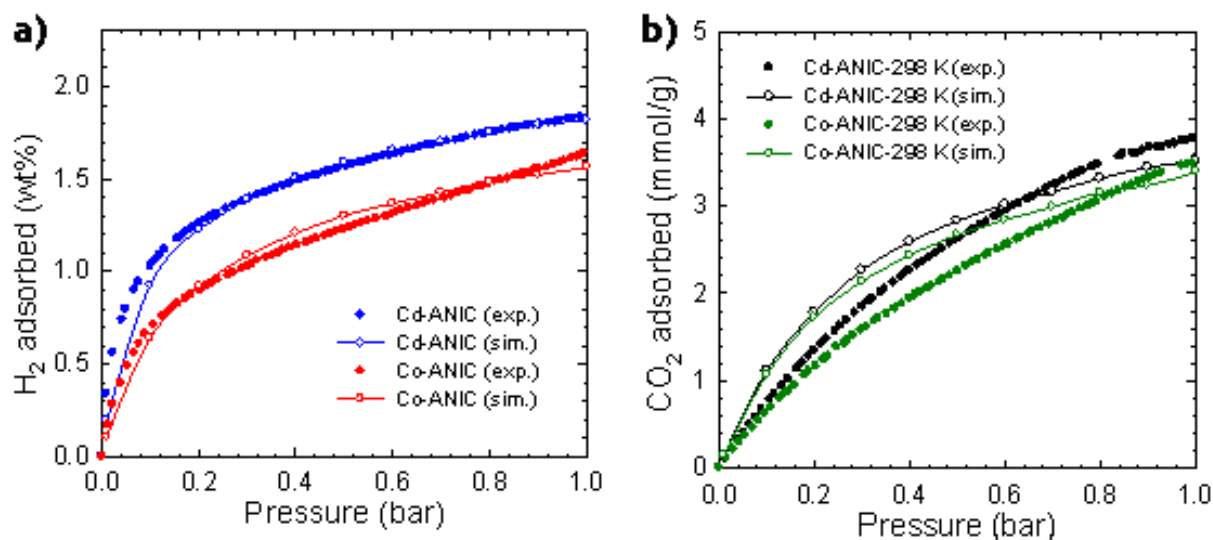 a)
H2 adsorbed (wt%)
2.0
1.5
1.0
0.5
0.0
Cd-ANIC (exp.)
Cd-ANIC (sim.)
Co-ANIC (exp.)
Co-ANIC (sim.)
0.0 0.2 0.4 0.6 0.8 1.0
Pressure (bar)
b)
CO2 adsorbed (mmol/g)
5
4
3
2
1
0
Cd-ANIC-298 K (exp.)
Cd-ANIC-298 K (sim.)
Co-ANIC-298 K (exp.)
Co-ANIC-298 K (sim.)
0.0 0.2 0.4 0.6 0.8 1.0
Pressure (bar)